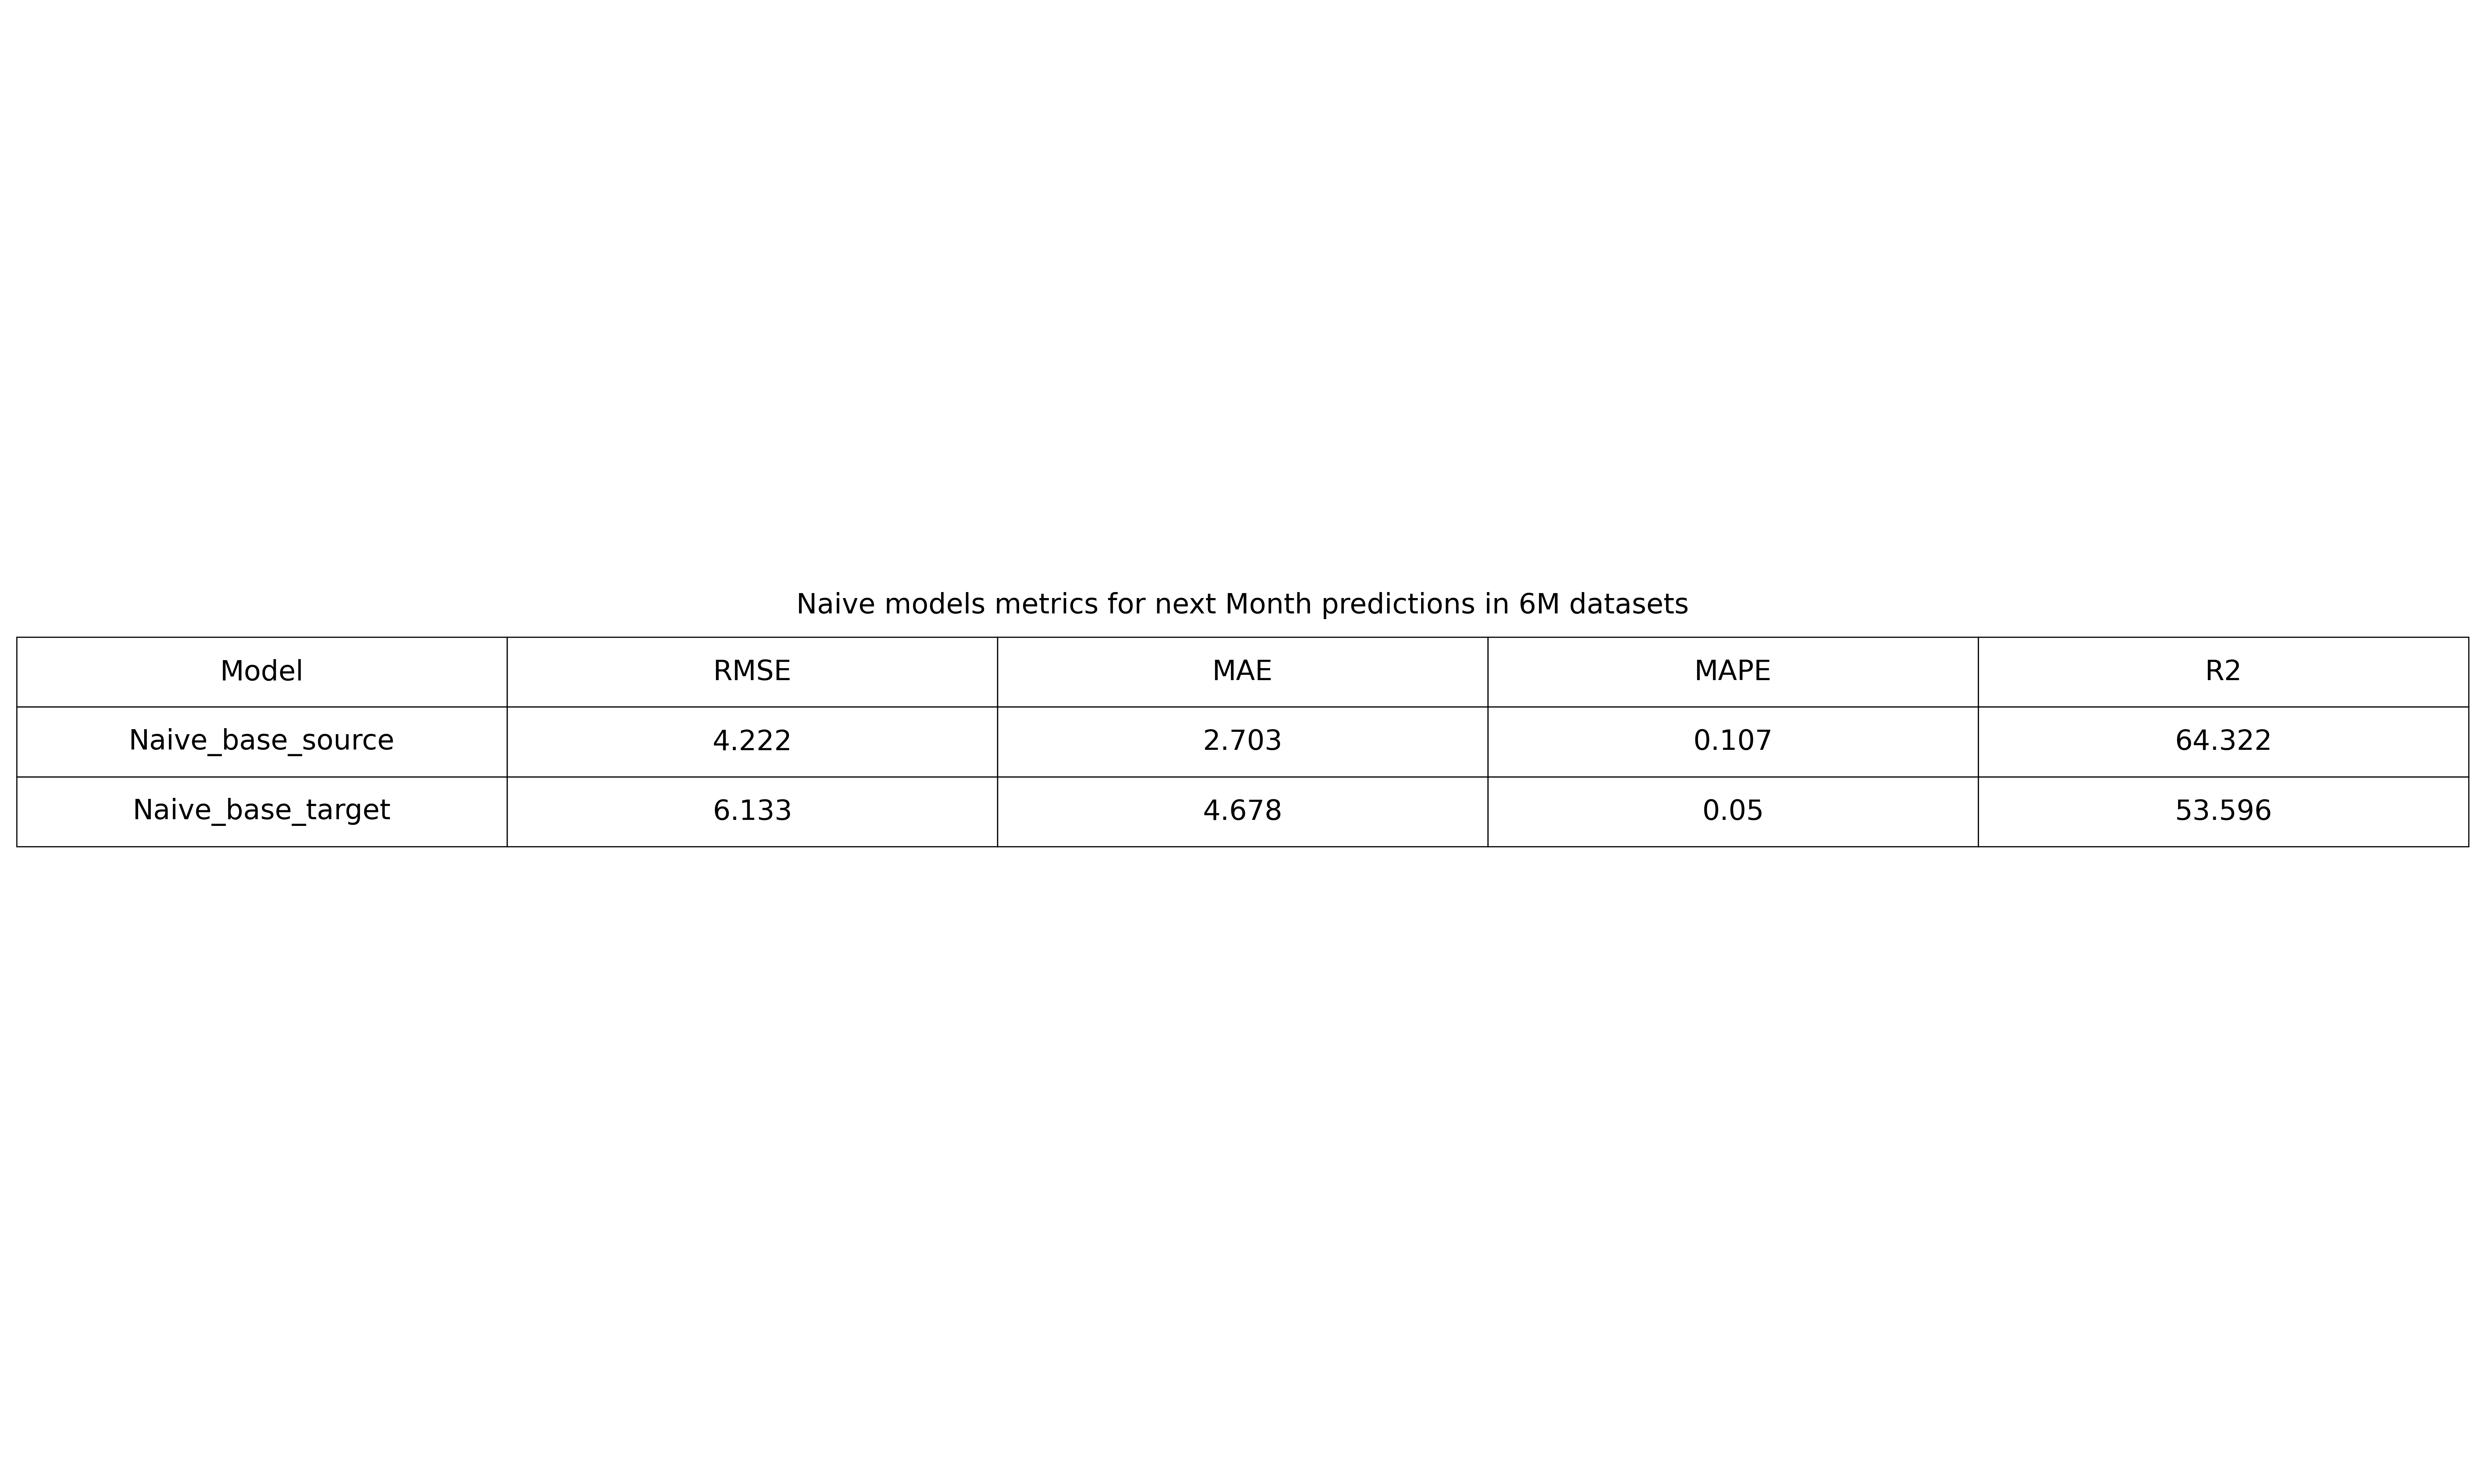 Naive models metrics for next Month predictions in 6M datasets
Model RMSE MAE MAPE R2
Naive_base_source 4.222 2.703 0.107 64.322
Naive_base_target 6.133 4.678 0.05 53.596